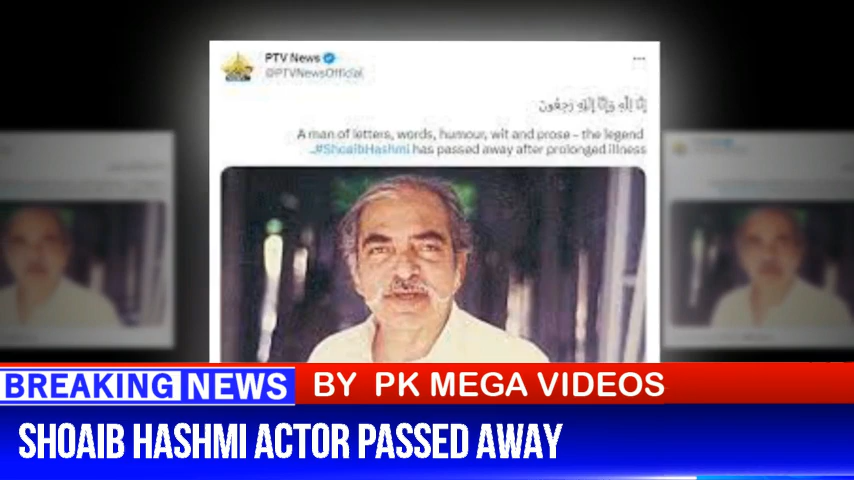 PTV News
@PTVNewsOfficial
إِنَّا لِلَّهِ وَإِنَّا إِلَيْهِ رَاجِعُونَ
A man of letters, words, humour, wit and prose – the legend
..#ShoaibHashmi has passed away after prolonged illness
BREAKING NEWS BY PK MEGA VIDEOS
SHOAIB HASHMI ACTOR PASSED AWAY